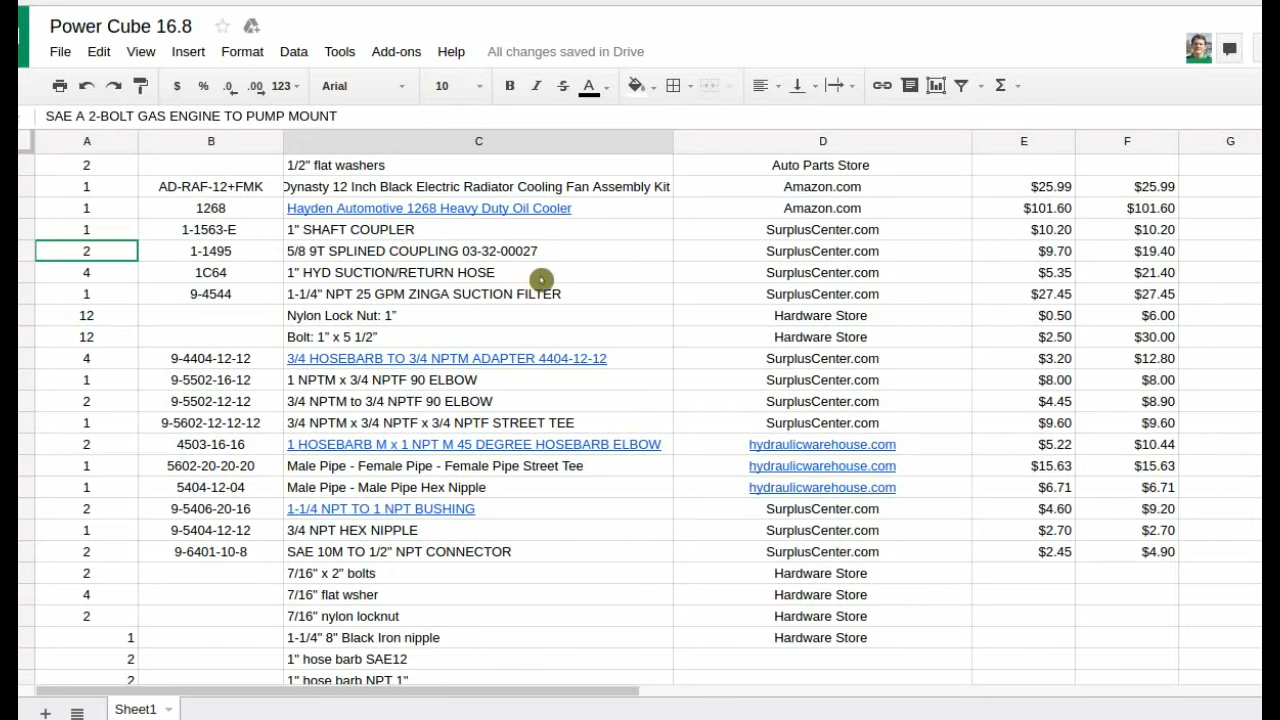 Power Cube 16.8
File Edit View Insert Format Data Tools Add-ons Help All changes saved in Drive
$ % .0 .00 123 Arial 10 B I S A Σ
SAE A 2-BOLT GAS ENGINE TO PUMP MOUNT
A B C D E F G
2 1/2" flat washers Auto Parts Store
1 AD-RAF-12+FMK Dynasty 12 Inch Black Electric Radiator Cooling Fan Assembly Kit Amazon.com $25.99 $25.99
1 1268 Hayden Automotive 1268 Heavy Duty Oil Cooler Amazon.com $101.60 $101.60
1 1-1563-E 1" SHAFT COUPLER SurplusCenter.com $10.20 $10.20
2 1-1495 5/8 9T SPLINED COUPLING 03-32-00027 SurplusCenter.com $9.70 $19.40
4 1C64 1" HYD SUCTION/RETURN HOSE SurplusCenter.com $5.35 $21.40
1 9-4544 1-1/4" NPT 25 GPM ZINGA SUCTION FILTER SurplusCenter.com $27.45 $27.45
12 Nylon Lock Nut: 1” Hardware Store $0.50 $6.00
12 Bolt: 1” x 5 1/2” Hardware Store $2.50 $30.00
4 9-4404-12-12 3/4 HOSEBARB TO 3/4 NPTM ADAPTER 4404-12-12 SurplusCenter.com $3.20 $12.80
1 9-5502-16-12 1 NPTM x 3/4 NPTF 90 ELBOW SurplusCenter.com $8.00 $8.00
2 9-5502-12-12 3/4 NPTM to 3/4 NPTF 90 ELBOW SurplusCenter.com $4.45 $8.90
1 9-5602-12-12-12 3/4 NPTM x 3/4 NPTF x 3/4 NPTF STREET TEE SurplusCenter.com $9.60 $9.60
2 4503-16-16 1 HOSEBARB M x 1 NPT M 45 DEGREE HOSEBARB ELBOW hydraulicwarehouse.com $5.22 $10.44
1 5602-20-20-20 Male Pipe - Female Pipe - Female Pipe Street Tee hydraulicwarehouse.com $15.63 $15.63
1 5404-12-04 Male Pipe - Male Pipe Hex Nipple hydraulicwarehouse.com $6.71 $6.71
2 9-5406-20-16 1-1/4 NPT TO 1 NPT BUSHING SurplusCenter.com $4.60 $9.20
1 9-5404-12-12 3/4 NPT HEX NIPPLE SurplusCenter.com $2.70 $2.70
2 9-6401-10-8 SAE 10M TO 1/2" NPT CONNECTOR SurplusCenter.com $2.45 $4.90
2 7/16" x 2" bolts Hardware Store
4 7/16" flat wsher Hardware Store
2 7/16" nylon locknut Hardware Store
1 1-1/4" 8" Black Iron nipple Hardware Store
2 1" hose barb SAE12
2 1" hose barb NPT 1"
Sheet1